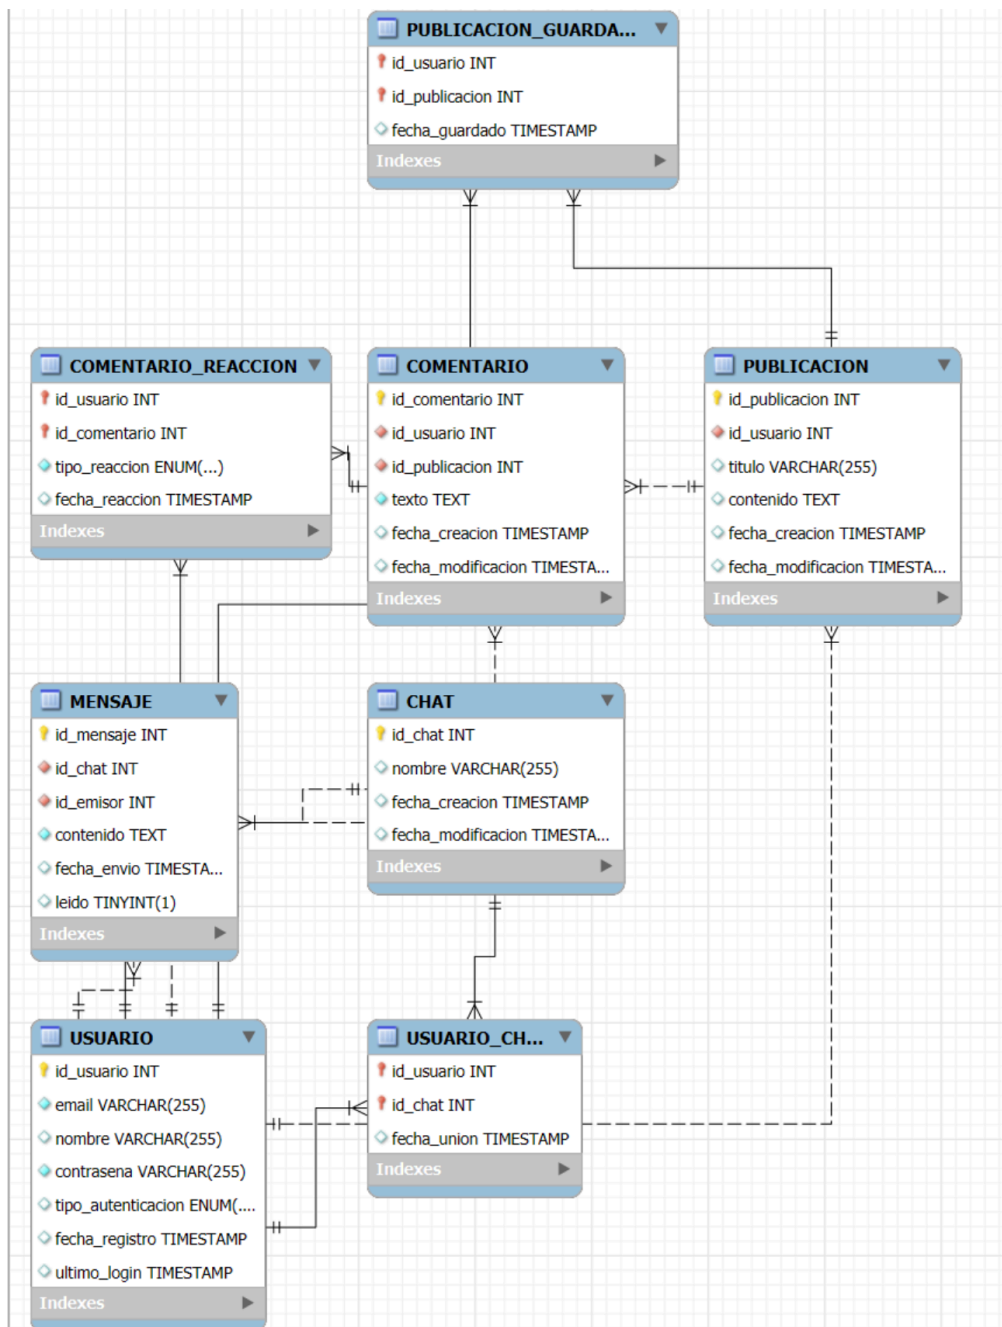 PUBLICACION_GUARDA...
id_usuario INT
id_publicacion INT
fecha_guardado TIMESTAMP
Indexes
COMENTARIO_REACCION
id_usuario INT
id_comentario INT
tipo_reaccion ENUM(...)
fecha_reaccion TIMESTAMP
Indexes
COMENTARIO
id_comentario INT
id_usuario INT
id_publicacion INT
texto TEXT
fecha_creacion TIMESTAMP
fecha_modificacion TIMESTA...
Indexes
PUBLICACION
id_publicacion INT
id_usuario INT
titulo VARCHAR(255)
contenido TEXT
fecha_creacion TIMESTAMP
fecha_modificacion TIMESTA...
Indexes
MENSAJE
id_mensaje INT
id_chat INT
id_emisor INT
contenido TEXT
fecha_envio TIMESTA...
leido TINYINT(1)
Indexes
CHAT
id_chat INT
nombre VARCHAR(255)
fecha_creacion TIMESTAMP
fecha_modificacion TIMESTA...
Indexes
USUARIO
id_usuario INT
email VARCHAR(255)
nombre VARCHAR(255)
contrasena VARCHAR(255)
tipo_autenticacion ENUM(....
fecha_registro TIMESTAMP
ultimo_login TIMESTAMP
Indexes
USUARIO_CH...
id_usuario INT
id_chat INT
fecha_union TIMESTAMP
Indexes